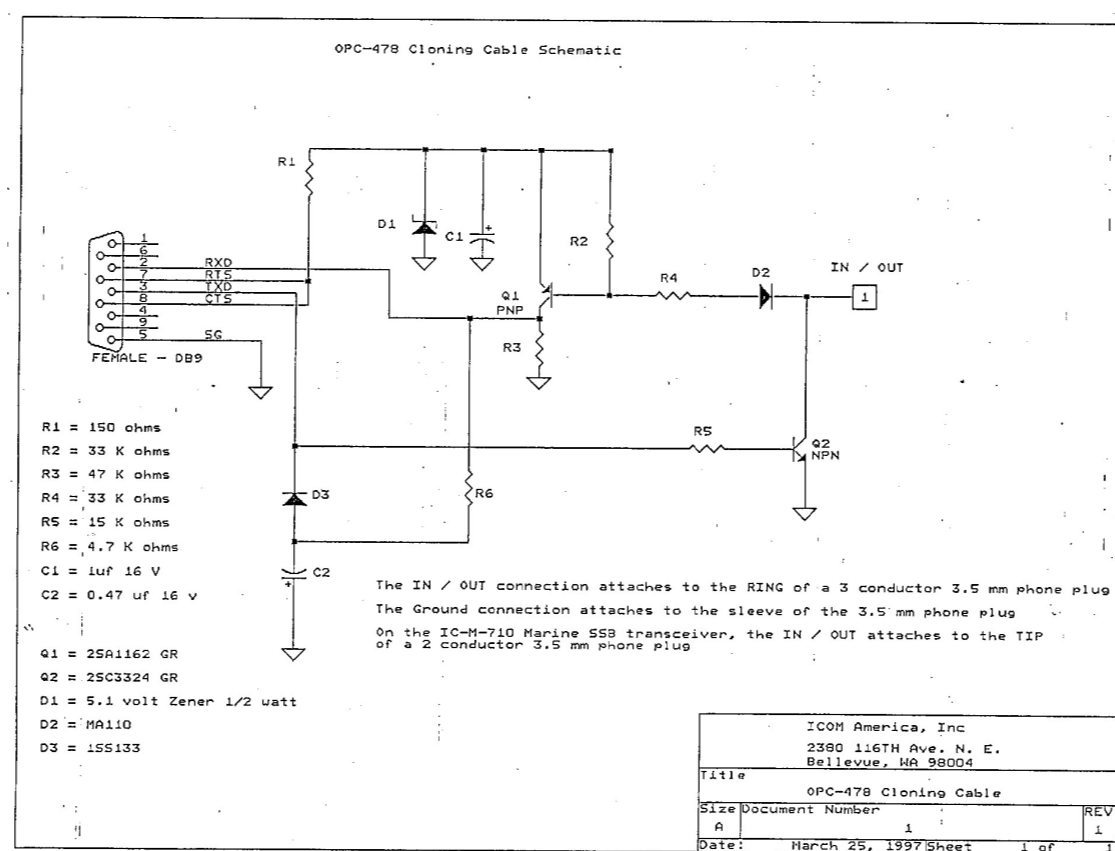 OPC-478 Cloning Cable Schematic
R1
D1
C1
+
R2
Q1
PNP
R3
R4
D2
IN / OUT
1
1
6
2 RXD
7 RTS
3 TXD
8 CTS
4
9
5 SG
FEMALE - DB9
R5
Q2
NPN
D3
R6
C2
+
R1 = 150 ohms
R2 = 33 K ohms
R3 = 47 K ohms
R4 = 33 K ohms
R5 = 15 K ohms
R6 = 4.7 K ohms
C1 = 1uf 16 V
C2 = 0.47 uf 16 v
Q1 = 2SA1162 GR
Q2 = 2SC3324 GR
D1 = 5.1 volt Zener 1/2 watt
D2 = MA110
D3 = 1SS133
The IN / OUT connection attaches to the RING of a 3 conductor 3.5 mm phone plug
The Ground connection attaches to the sleeve of the 3.5 mm phone plug
On the IC-M-710 Marine SSB transceiver, the IN / OUT attaches to the TIP
of a 2 conductor 3.5 mm phone plug
ICOM America, Inc
2380 116TH Ave. N. E.
Bellevue, WA 98004
Title
OPC-478 Cloning Cable
Size Document Number REV
A 1 1
Date: March 25, 1997 Sheet 1 of 1